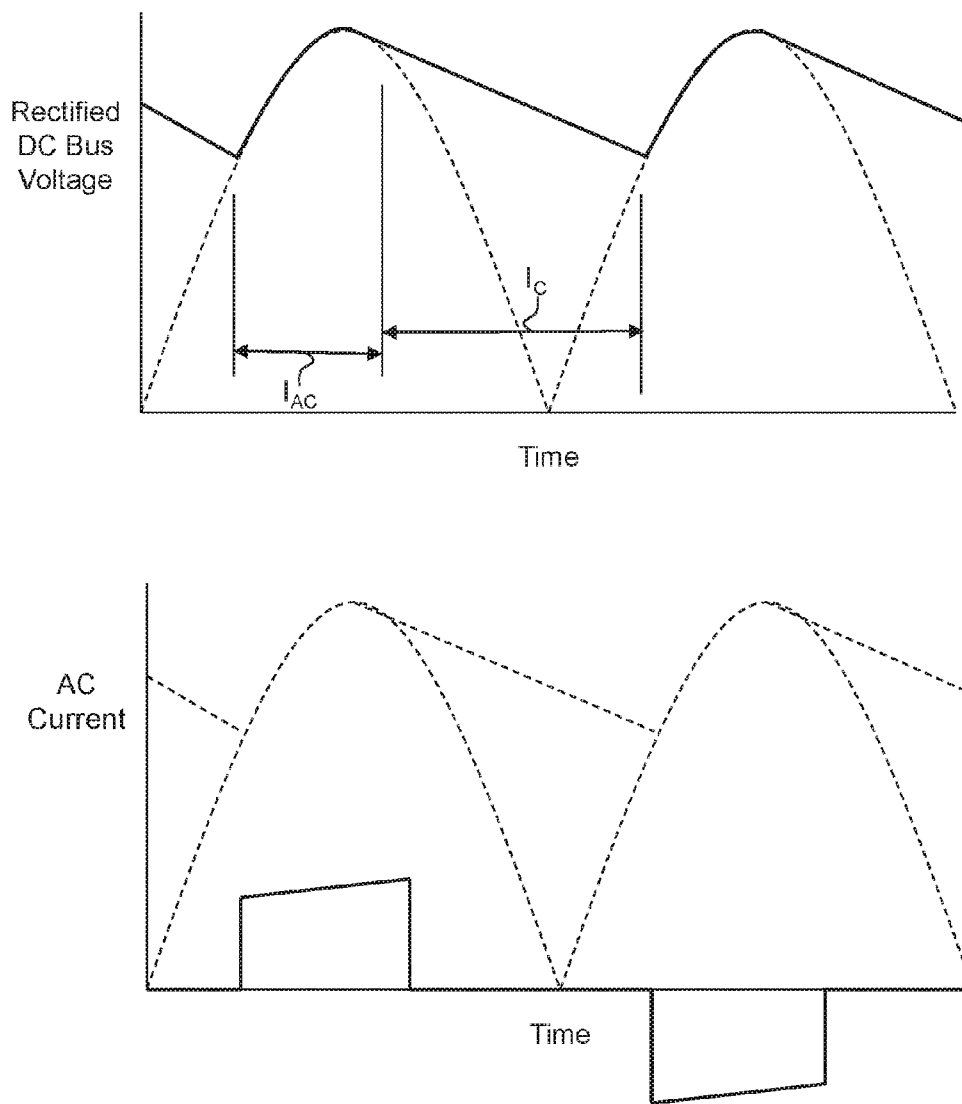 Rectified
DC Bus
Voltage
I_C
I_AC
Time
AC
Current
Time